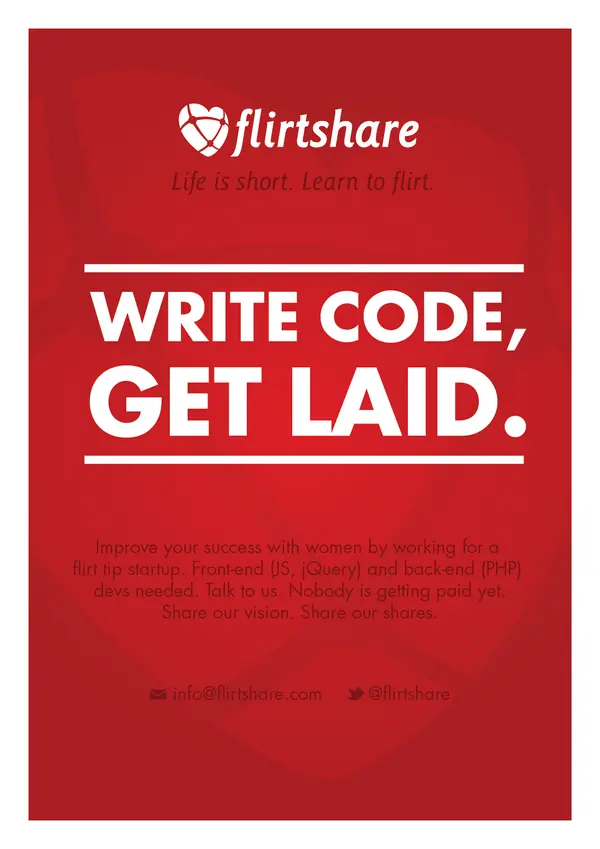 flirtshare
Life is short. Learn to flirt.
WRITE CODE,
GET LAID.
Improve your success with women by working for a
flirt tip startup. Front-end (JS, jQuery) and back-end (PHP)
devs needed. Talk to us. Nobody is getting paid yet.
Share our vision. Share our shares.
info@flirtshare.com @flirtshare